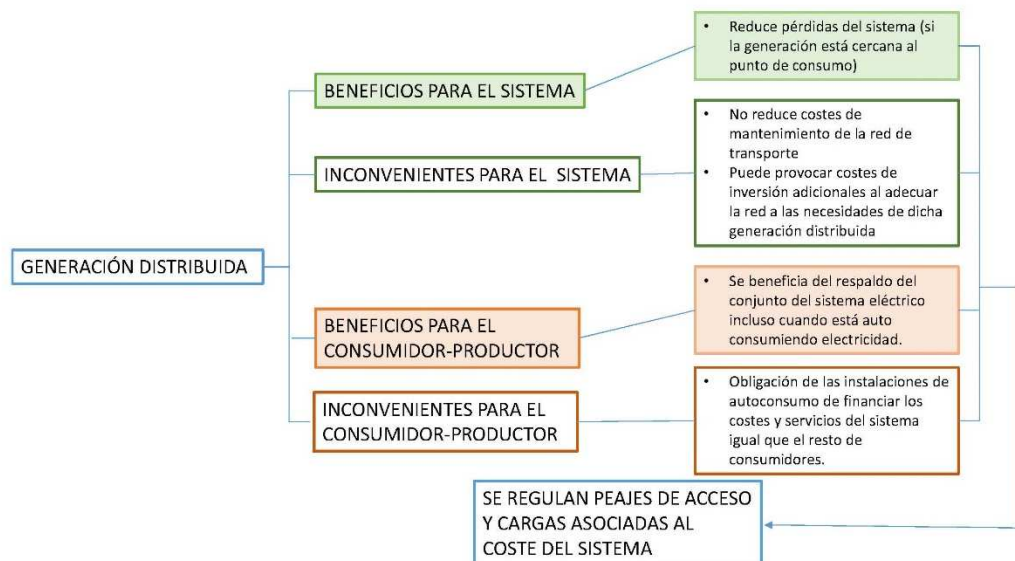 GENERACIÓN DISTRIBUIDA
BENEFICIOS PARA EL SISTEMA
• Reduce pérdidas del sistema (si
la generación está cercana al
punto de consumo)
INCONVENIENTES PARA EL SISTEMA
• No reduce costes de
mantenimiento de la red de
transporte
• Puede provocar costes de
inversión adicionales al adecuar
la red a las necesidades de dicha
generación distribuida
BENEFICIOS PARA EL
CONSUMIDOR-PRODUCTOR
• Se beneficia del respaldo del
conjunto del sistema eléctrico
incluso cuando está auto
consumiendo electricidad.
INCONVENIENTES PARA EL
CONSUMIDOR-PRODUCTOR
• Obligación de las instalaciones de
autoconsumo de financiar los
costes y servicios del sistema
igual que el resto de
consumidores.
SE REGULAN PEAJES DE ACCESO
Y CARGAS ASOCIADAS AL
COSTE DEL SISTEMA